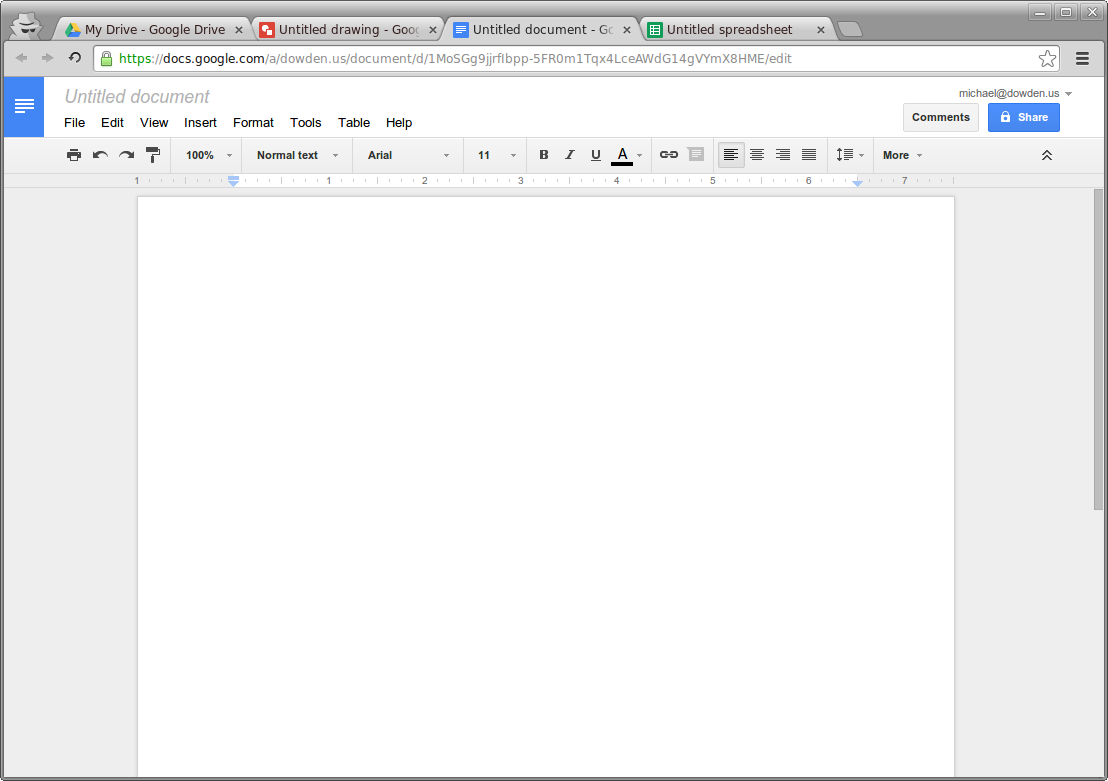 My Drive - Google Drive Untitled drawing - Goog Untitled document - Go Untitled spreadsheet
https://docs.google.com/a/dowden.us/document/d/1MoSGg9jjrflbpp-5FR0m1Tqx4LceAWdG14gVYmX8HME/edit
Untitled document
michael@dowden.us
File Edit View Insert Format Tools Table Help
Comments Share
100% Normal text Arial 11 B I U A More
1 1 2 3 4 5 6 7